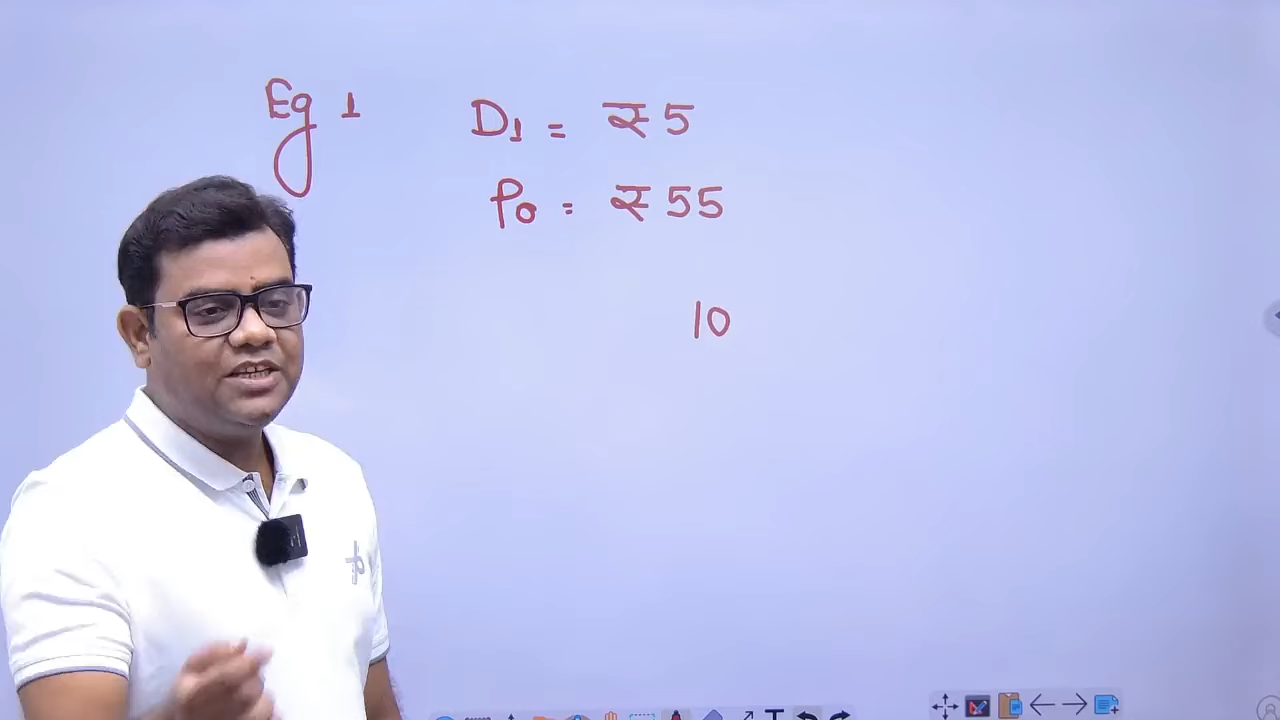 Eg 1
D₁ = ₹ 5
P₀ = ₹ 55
10